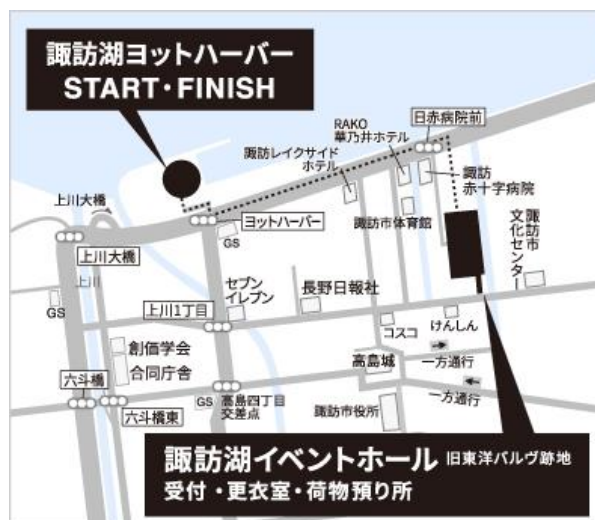 諏訪湖ヨットハーバー
START・FINISH
日赤病院前
RAKO
華乃井ホテル
諏訪レイクサイド
ホテル
諏訪
赤十字病院
上川大橋
ヨットハーバー
諏訪市体育館
諏訪市
文化センター
上川大橋
GS
上川
セブン
イレブン
長野日報社
GS
上川1丁目
コスコ
けんしん
創価学会
合同庁舎
高島城
一方通行
六斗橋
一方通行
六斗橋東
GS
高島四丁目
交差点
諏訪市役所
諏訪湖イベントホール 旧東洋バルヴ跡地
受付・更衣室・荷物預り所